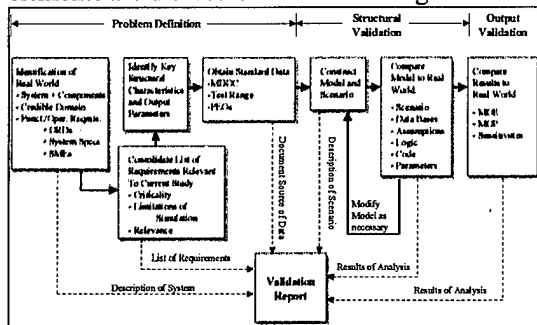 Problem Definition
Structural
Validation
Output
Validation
Identification of
Real World
- System + Components
- Credible Domain
- Funct/Oper. Reqmts.
- ORDs
- System Specs
- SMEs
Identify Key
Structural
Characteristics
and Output
Parameters
Consolidate List of
Requirements Relevant
To Current Study
- Criticality
- Limitations of
Simulation
- Relevance
Obtain Standard Data
- Test Range
- PEOs
Construct
Model and
Scenario
Compare
Model to Real
World.
- Scenario
- Data Bases
- Assumptions
- Logic
- Code
- Parameters
Compare
Results to
Real World
- MOE
- MOP
- Sensitivities
Document Source of Data
Description of Scenario
Modify
Model as
necessary
List of Requirements
Description of System
Validation
Report
Results of Analysis
Results of Analysis